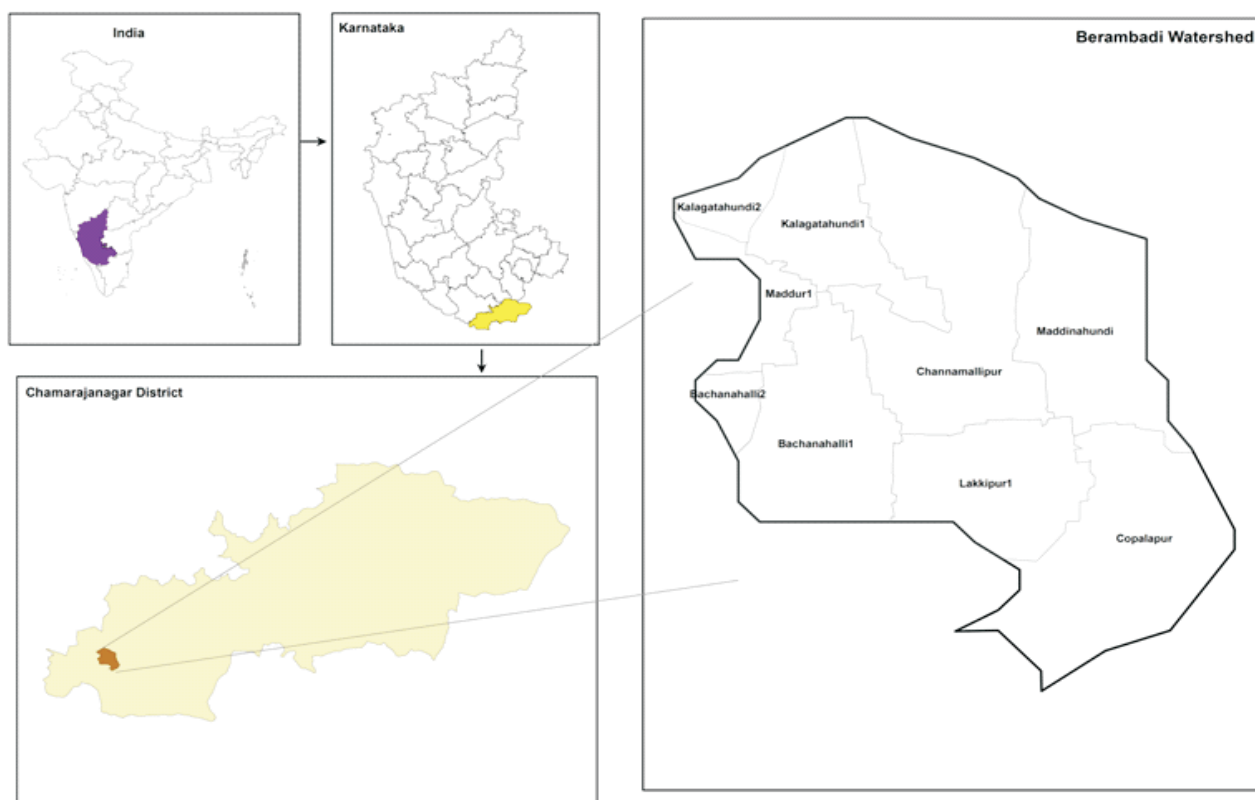 India
Karnataka
Berambadi Watershed
Kalagatahundi2
Kalagatahundi1
Maddur1
Maddinahundi
Channamallipur
Bachanahalli2
Bachanahalli1
Lakkipur1
Copalapur
Chamarajanagar District